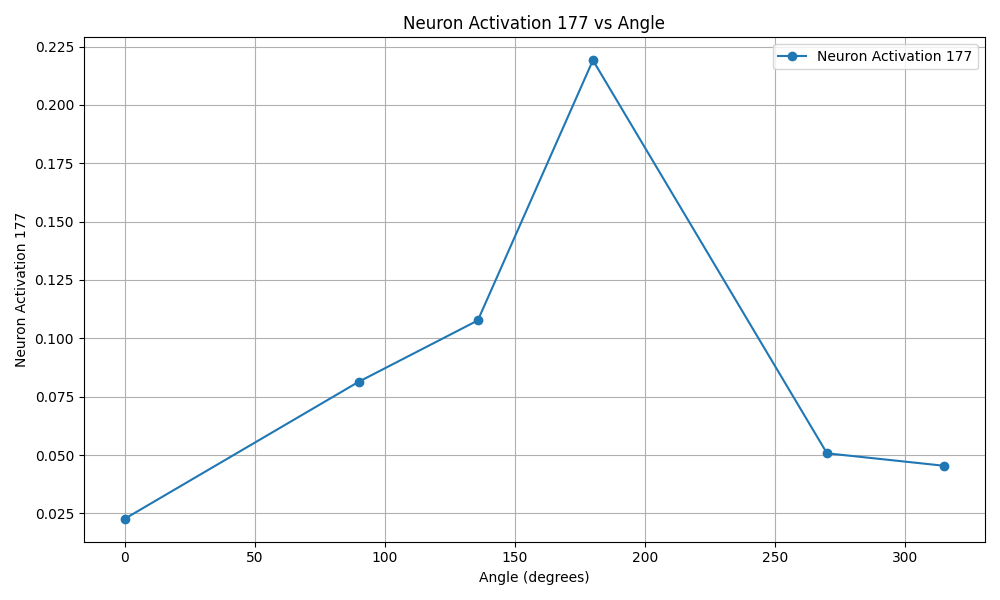 Neuron Activation 177 vs Angle
Neuron Activation 177
0.225
0.200
0.175
0.150
0.125
0.100
0.075
0.050
0.025
Neuron Activation 177
0 50 100 150 200 250 300
Angle (degrees)